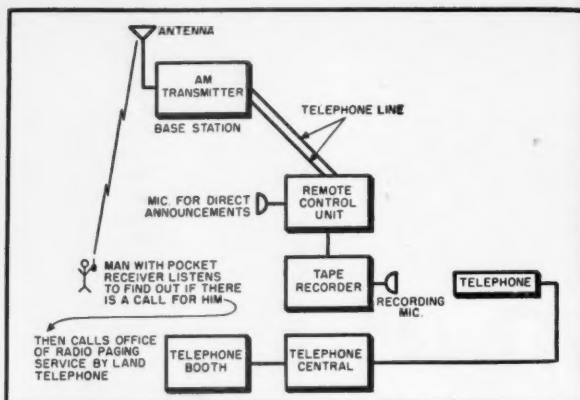 ANTENNA
AM
TRANSMITTER
BASE STATION
TELEPHONE LINE
MIC. FOR DIRECT
ANNOUNCEMENTS
REMOTE
CONTROL
UNIT
MAN WITH POCKET
RECEIVER LISTENS
TO FIND OUT IF THERE
IS A CALL FOR HIM
TAPE
RECORDER
RECORDING
MIC.
TELEPHONE
THEN CALLS OFFICE
OF RADIO PAGING
SERVICE BY LAND
TELEPHONE
TELEPHONE
BOOTH
TELEPHONE
CENTRAL